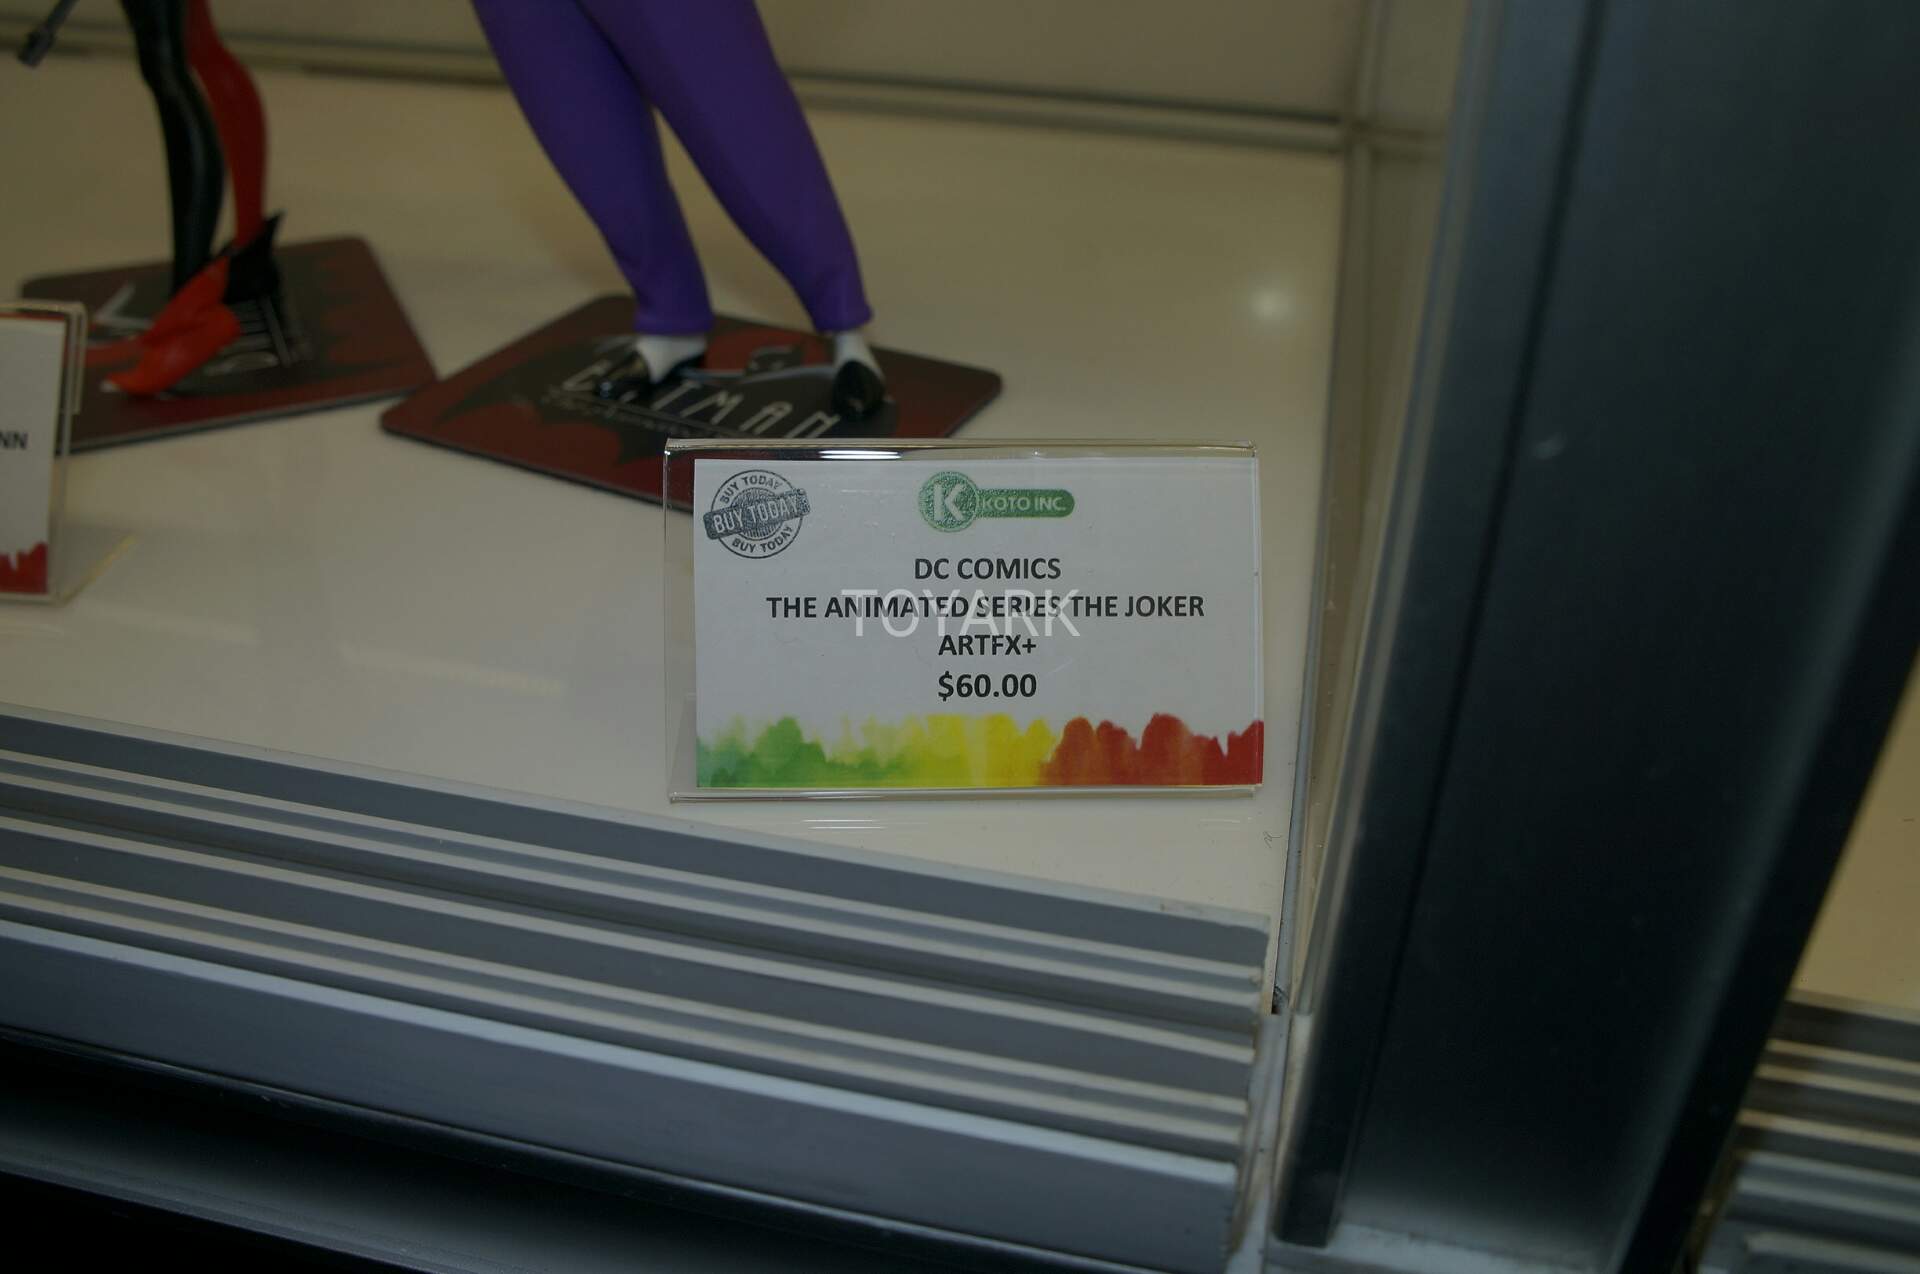 BUY TODAY
BUY TODAY
BUY TODAY
K KOTO INC.
DC COMICS
THE ANIMATED SERIES THE JOKER
ARTFX+
$60.00
TOYARK
NN